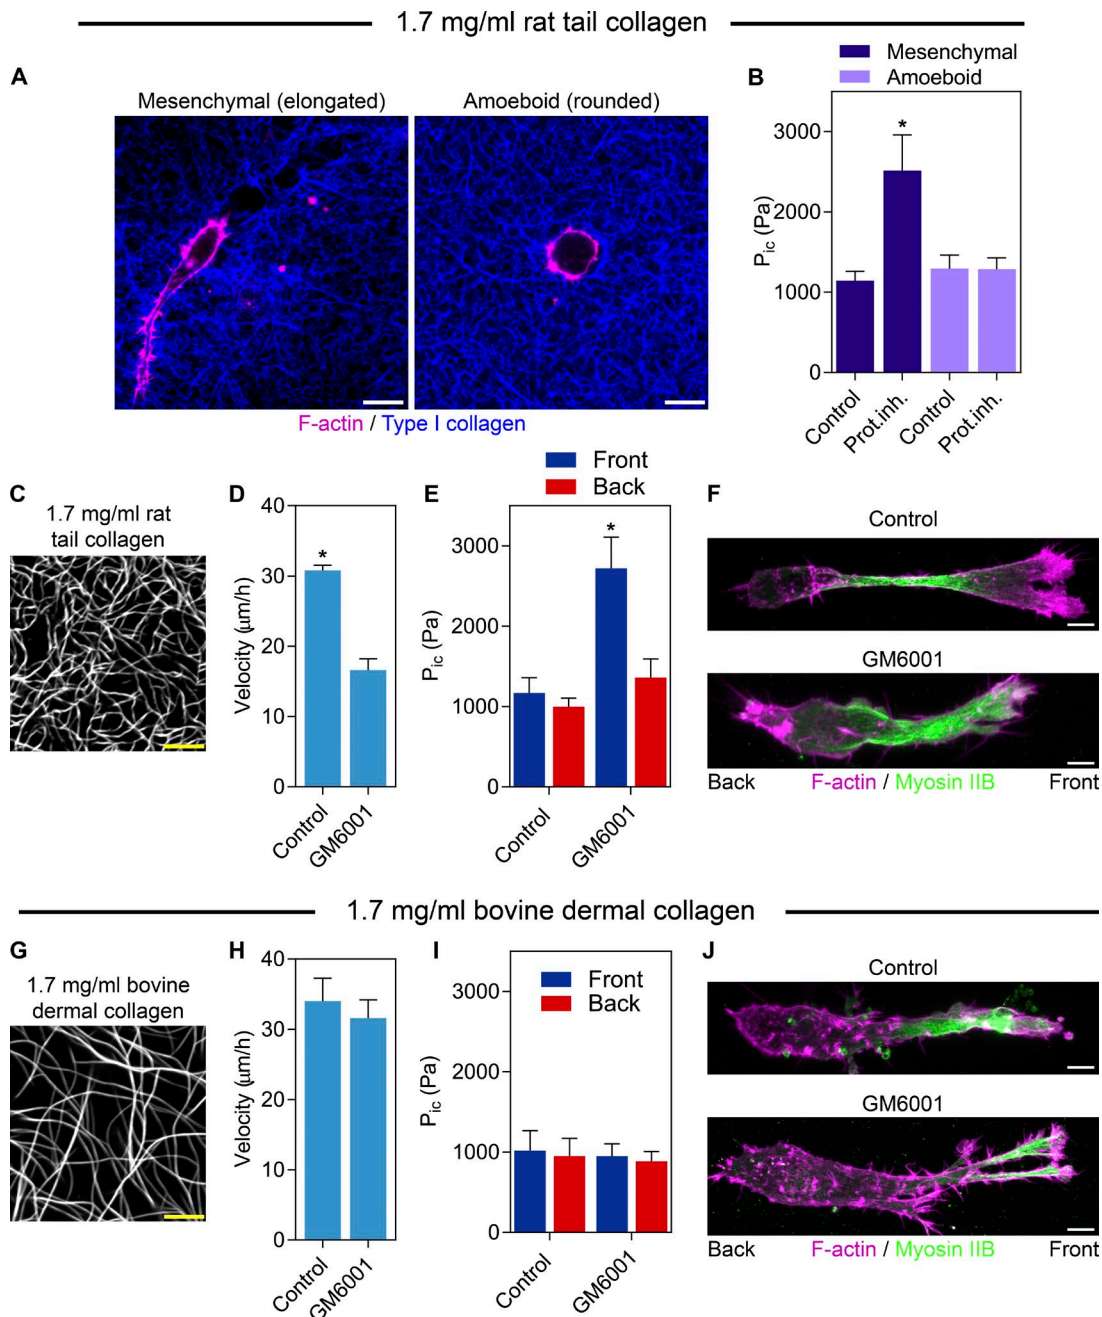 1.7 mg/ml rat tail collagen
A
Mesenchymal (elongated)
Amoeboid (rounded)
F-actin / Type I collagen
B
Mesenchymal
Amoeboid
Pic (Pa)
3000
2000
1000
0
Control
Prot.inh.
Control
Prot.inh.
C
1.7 mg/ml rat
tail collagen
D
Velocity (μm/h)
40
30
20
10
0
Control
GM6001
E
Front
Back
Pic (Pa)
3000
2000
1000
0
*
*
*
Control
GM6001
F
Control
GM6001
Back
F-actin / Myosin IIB
Front
1.7 mg/ml bovine dermal collagen
G
1.7 mg/ml bovine
dermal collagen
H
Velocity (μm/h)
40
30
20
10
0
Control
GM6001
I
Front
Back
Pic (Pa)
3000
2000
1000
0
Control
GM6001
J
Control
GM6001
Back
F-actin / Myosin IIB
Front